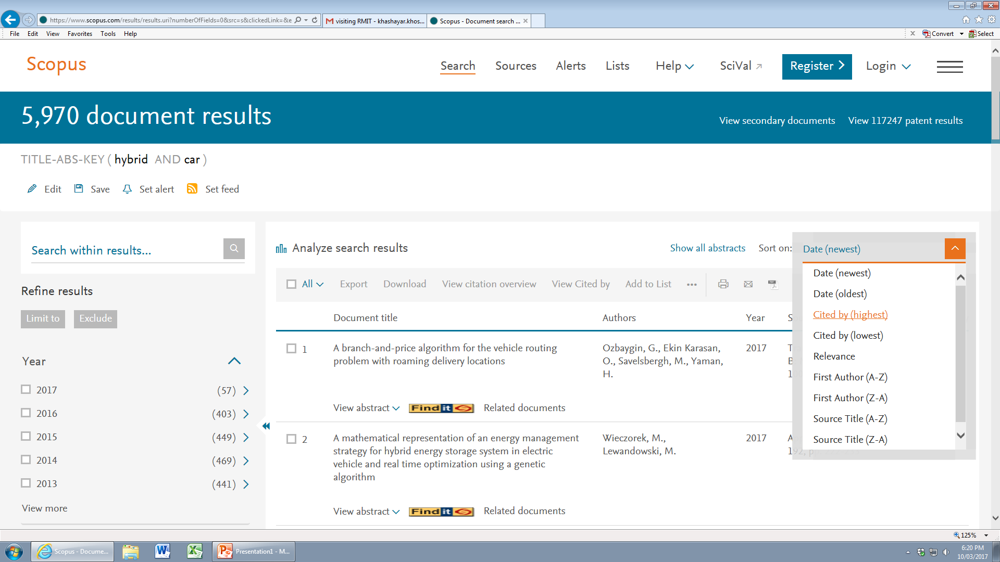 https://www.scopus.com/results/results.uri?numberOfFields=0&src=s&clickedLink=&e
visiting RMIT - khashayar.khos...
Scopus - Document search ...
File Edit View Favorites Tools Help
Convert Select
Scopus
Search Sources Alerts Lists Help SciVal Register Login
5,970 document results
View secondary documents View 117247 patent results
TITLE-ABS-KEY ( hybrid AND car )
Edit Save Set alert Set feed
Search within results...
Analyze search results Show all abstracts Sort on: Date (newest)
Date (newest)
Date (oldest)
Cited by (highest)
Cited by (lowest)
Relevance
First Author (A-Z)
First Author (Z-A)
Source Title (A-Z)
Source Title (Z-A)
All Export Download View citation overview View Cited by Add to List ...
Refine results
Limit to Exclude
Year
2017 (57)
2016 (403)
2015 (449)
2014 (469)
2013 (441)
View more
Document title Authors Year
1 A branch-and-price algorithm for the vehicle routing
problem with roaming delivery locations
Ozbaygin, G., Ekin Karasan,
O., Savelsbergh, M., Yaman,
H.
2017
View abstract Find it Related documents
2 A mathematical representation of an energy management
strategy for hybrid energy storage system in electric
vehicle and real time optimization using a genetic
algorithm
Wieczorek, M.,
Lewandowski, M.
2017
View abstract Find it Related documents
125%
Scopus - Docume...
Presentation1 - M...
6:20 PM
10/03/2017